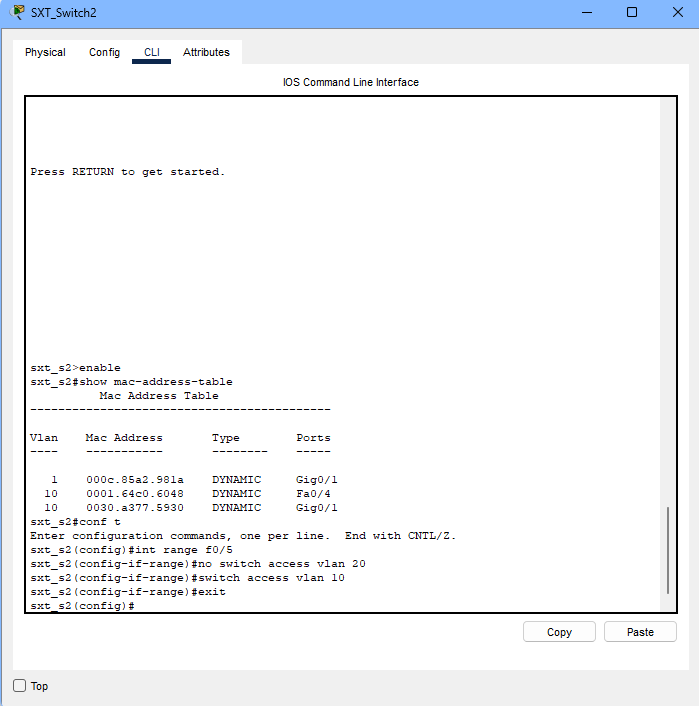 SXT_Switch2
Physical Config CLI Attributes
IOS Command Line Interface
Press RETURN to get started.
sxt_s2>enable
sxt_s2#show mac-address-table
Mac Address Table
-------------------------------------------
Vlan Mac Address Type Ports
---- ----------- -------- -----
1 000c.85a2.981a DYNAMIC Gig0/1
10 0001.64c0.6048 DYNAMIC Fa0/4
10 0030.a377.5930 DYNAMIC Gig0/1
sxt_s2#conf t
Enter configuration commands, one per line. End with CNTL/Z.
sxt_s2(config)#int range f0/5
sxt_s2(config-if-range)#no switch access vlan 20
sxt_s2(config-if-range)#switch access vlan 10
sxt_s2(config-if-range)#exit
sxt_s2(config)#
Copy Paste
Top